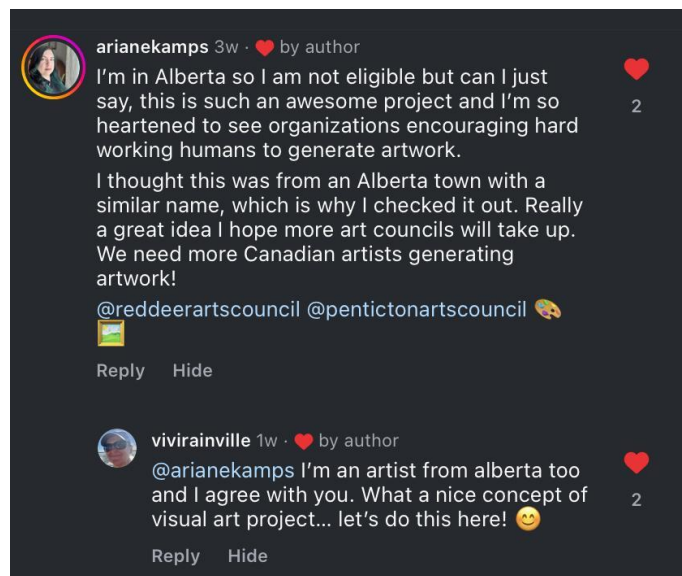 arianekamps 3w · ❤️ by author
I’m in Alberta so I am not eligible but can I just
say, this is such an awesome project and I’m so
heartened to see organizations encouraging hard
working humans to generate artwork.
I thought this was from an Alberta town with a
similar name, which is why I checked it out. Really
a great idea I hope more art councils will take up.
We need more Canadian artists generating
artwork!
@reddeerartscouncil @pentictonartscouncil 🎨
🖼️
2
Reply Hide
vivirainville 1w · ❤️ by author
@arianekamps I’m an artist from alberta too
and I agree with you. What a nice concept of
visual art project... let’s do this here! 😊
2
Reply Hide